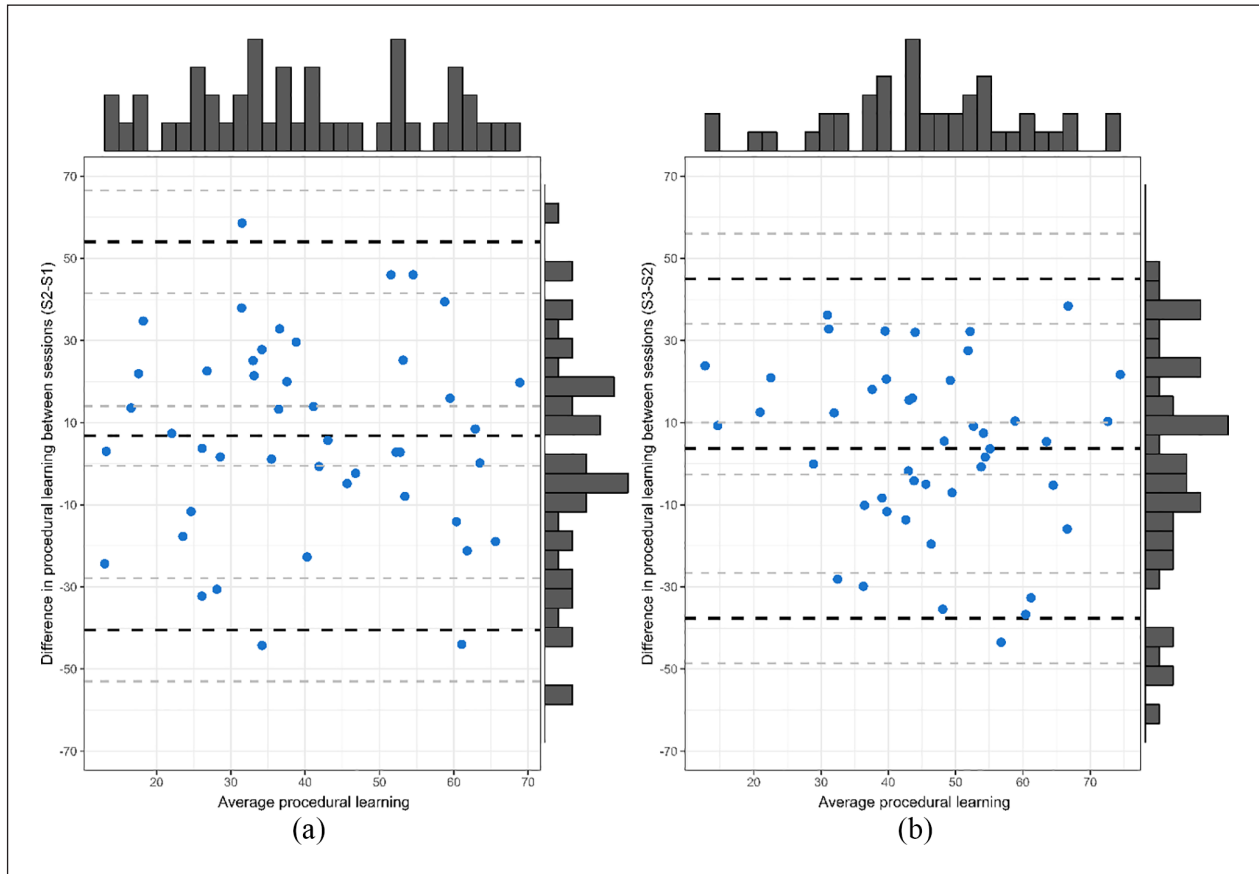 Difference in procedural learning between sessions (S2-S1)
70
50
30
10
-10
-30
-50
-70
20 30 40 50 60 70
Average procedural learning
(a)
Difference in procedural learning between sessions (S3-S2)
70
50
30
10
-10
-30
-50
-70
20 30 40 50 60 70
Average procedural learning
(b)